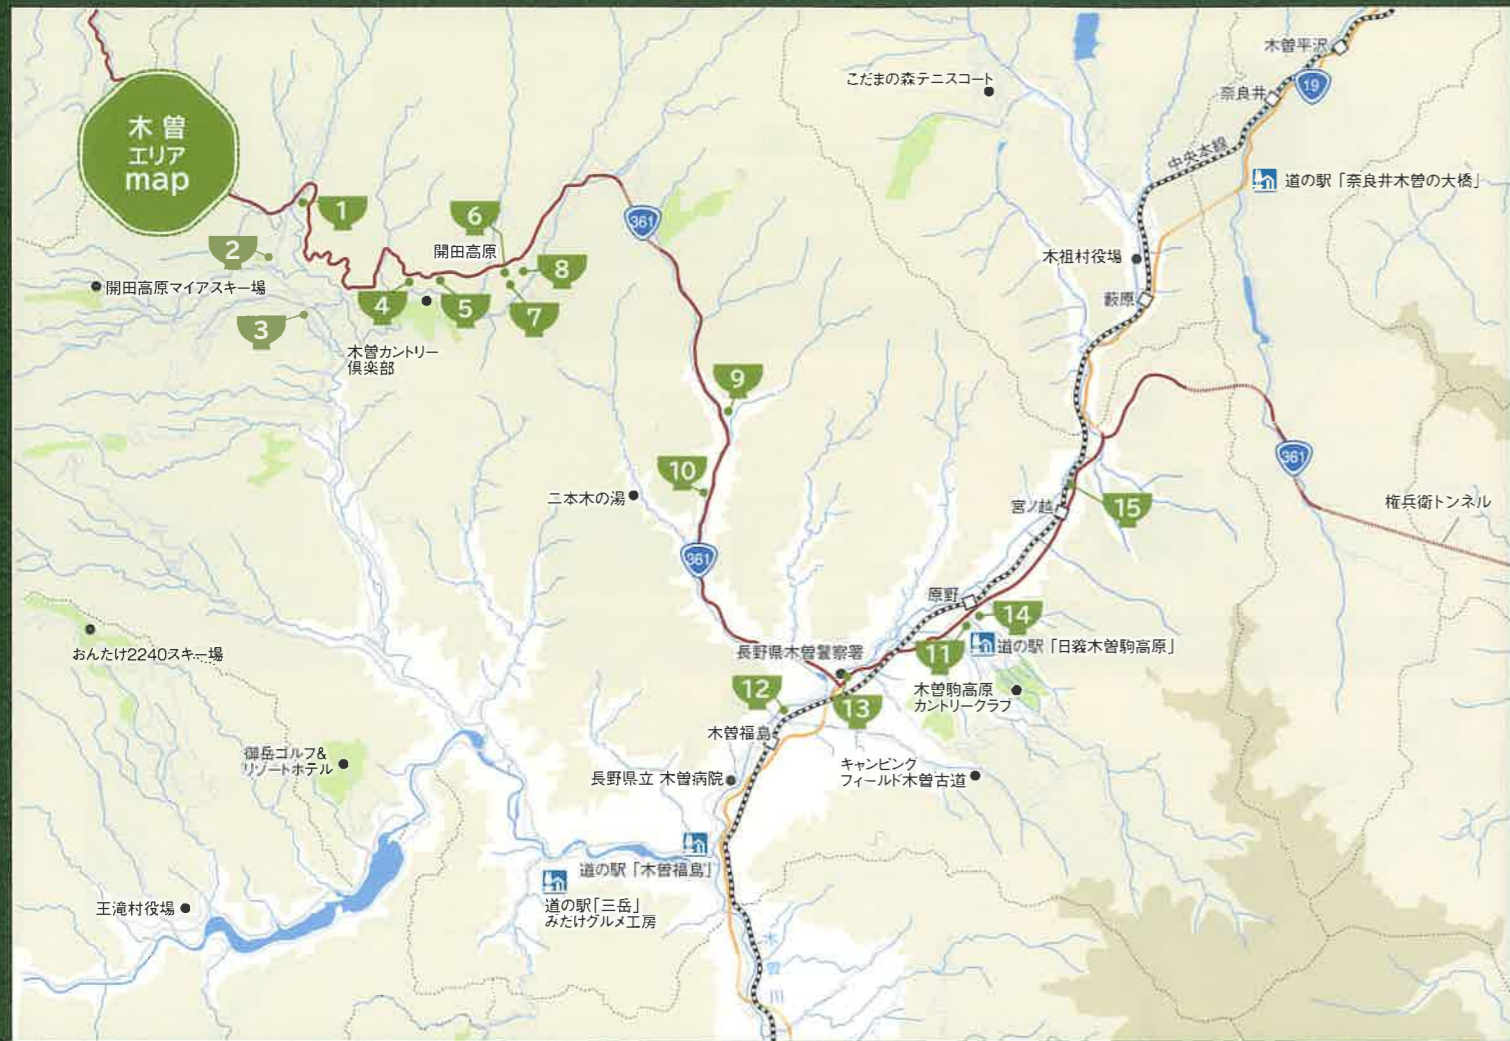 木曽
エリア
map
こだまの森テニスコート
木曽平沢
奈良井
19
中央本線
道の駅「奈良井木曽の大橋」
1
2
6
361
開田高原
8
開田高原マイアスキー場
4
5
7
3
木曽カントリー
倶楽部
木祖村役場
藪原
9
10
二本木の湯
361
361
権兵衛トンネル
宮ノ越
15
原野
14
11
道の駅「日義木曽駒高原」
おんたけ2240スキー場
長野県木曽警察署
12
13
木曽駒高原
カントリークラブ
木曽福島
御岳ゴルフ&
リゾートホテル
長野県立 木曽病院
キャンピング
フィールド木曽古道
道の駅「木曽福島」
道の駅「三岳」
みたけグルメ工房
王滝村役場
木曽川